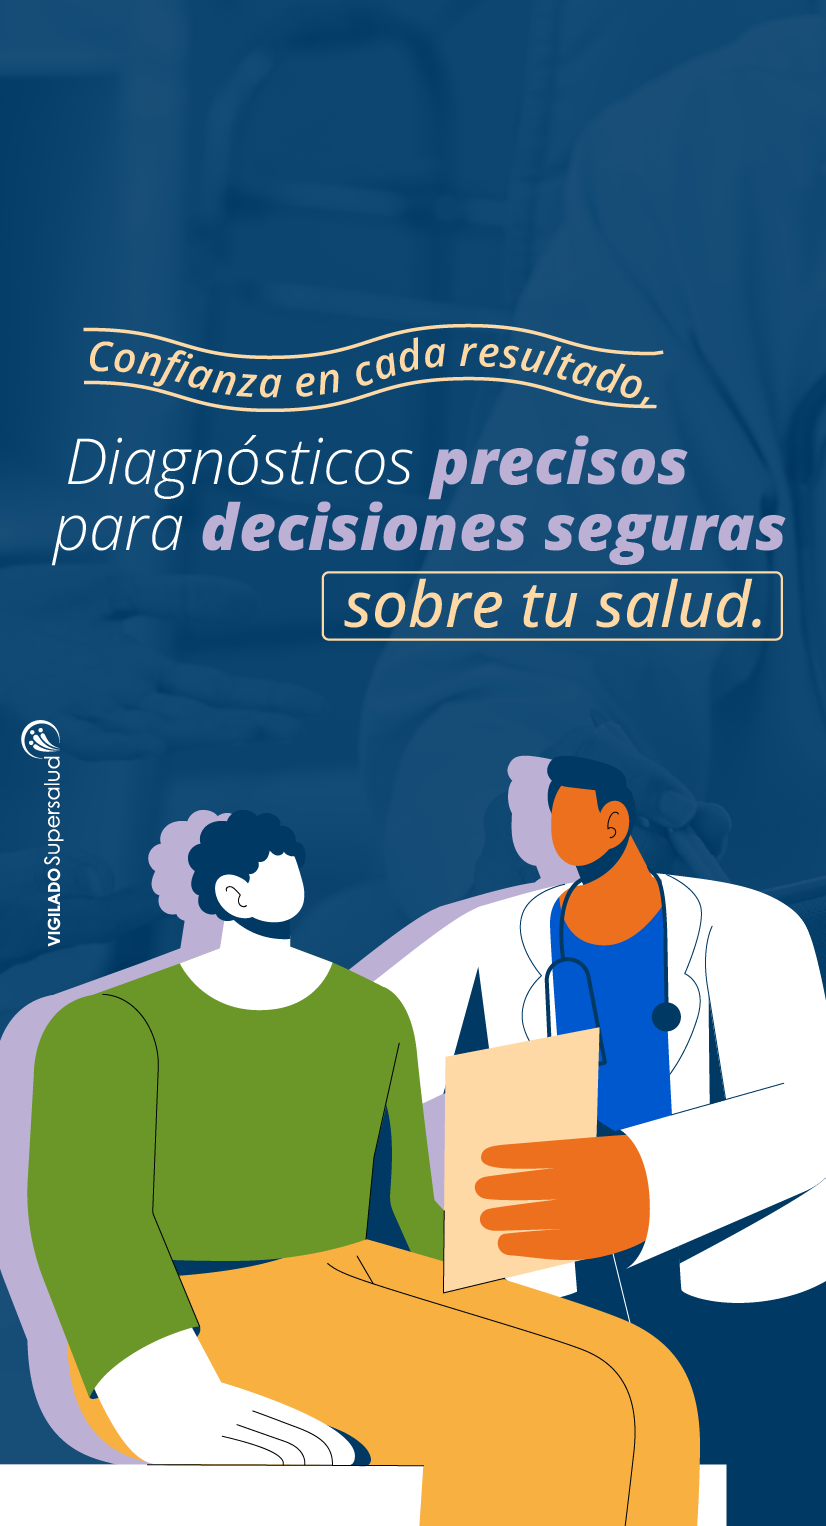 Confianza en cada resultado,
Diagnósticos precisos
para decisiones seguras
sobre tu salud.
VIGILADO Supersalud